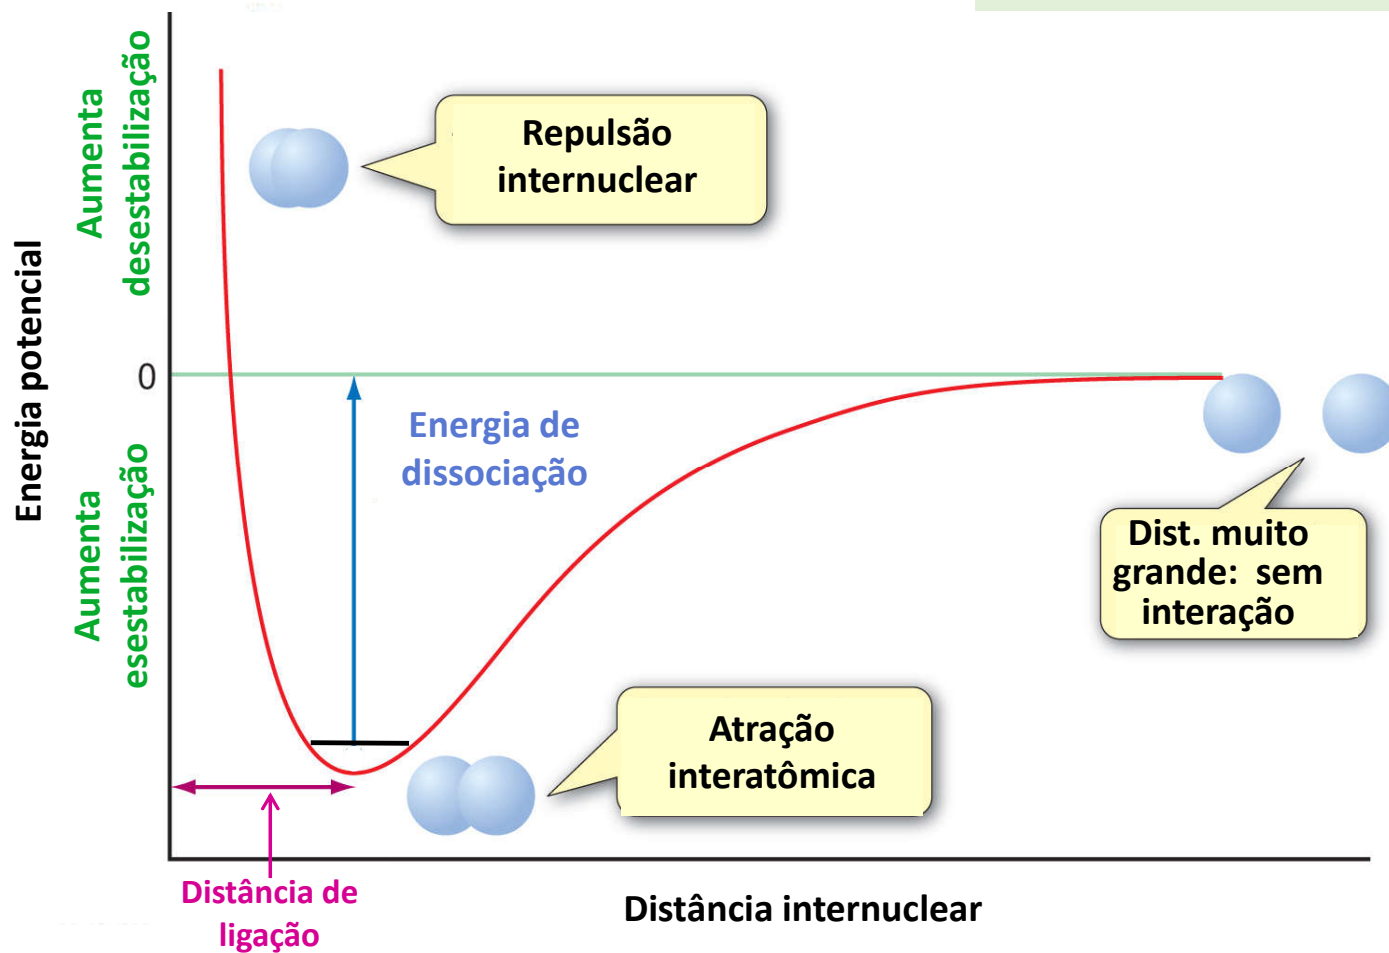 Aumenta
desestabilização
Repulsão
internuclear
Energia potencial
0
Energia de
dissociação
Aumenta
esestabilização
Dist. muito
grande: sem
interação
Atração
interatômica
Distância de
ligação
Distância internuclear